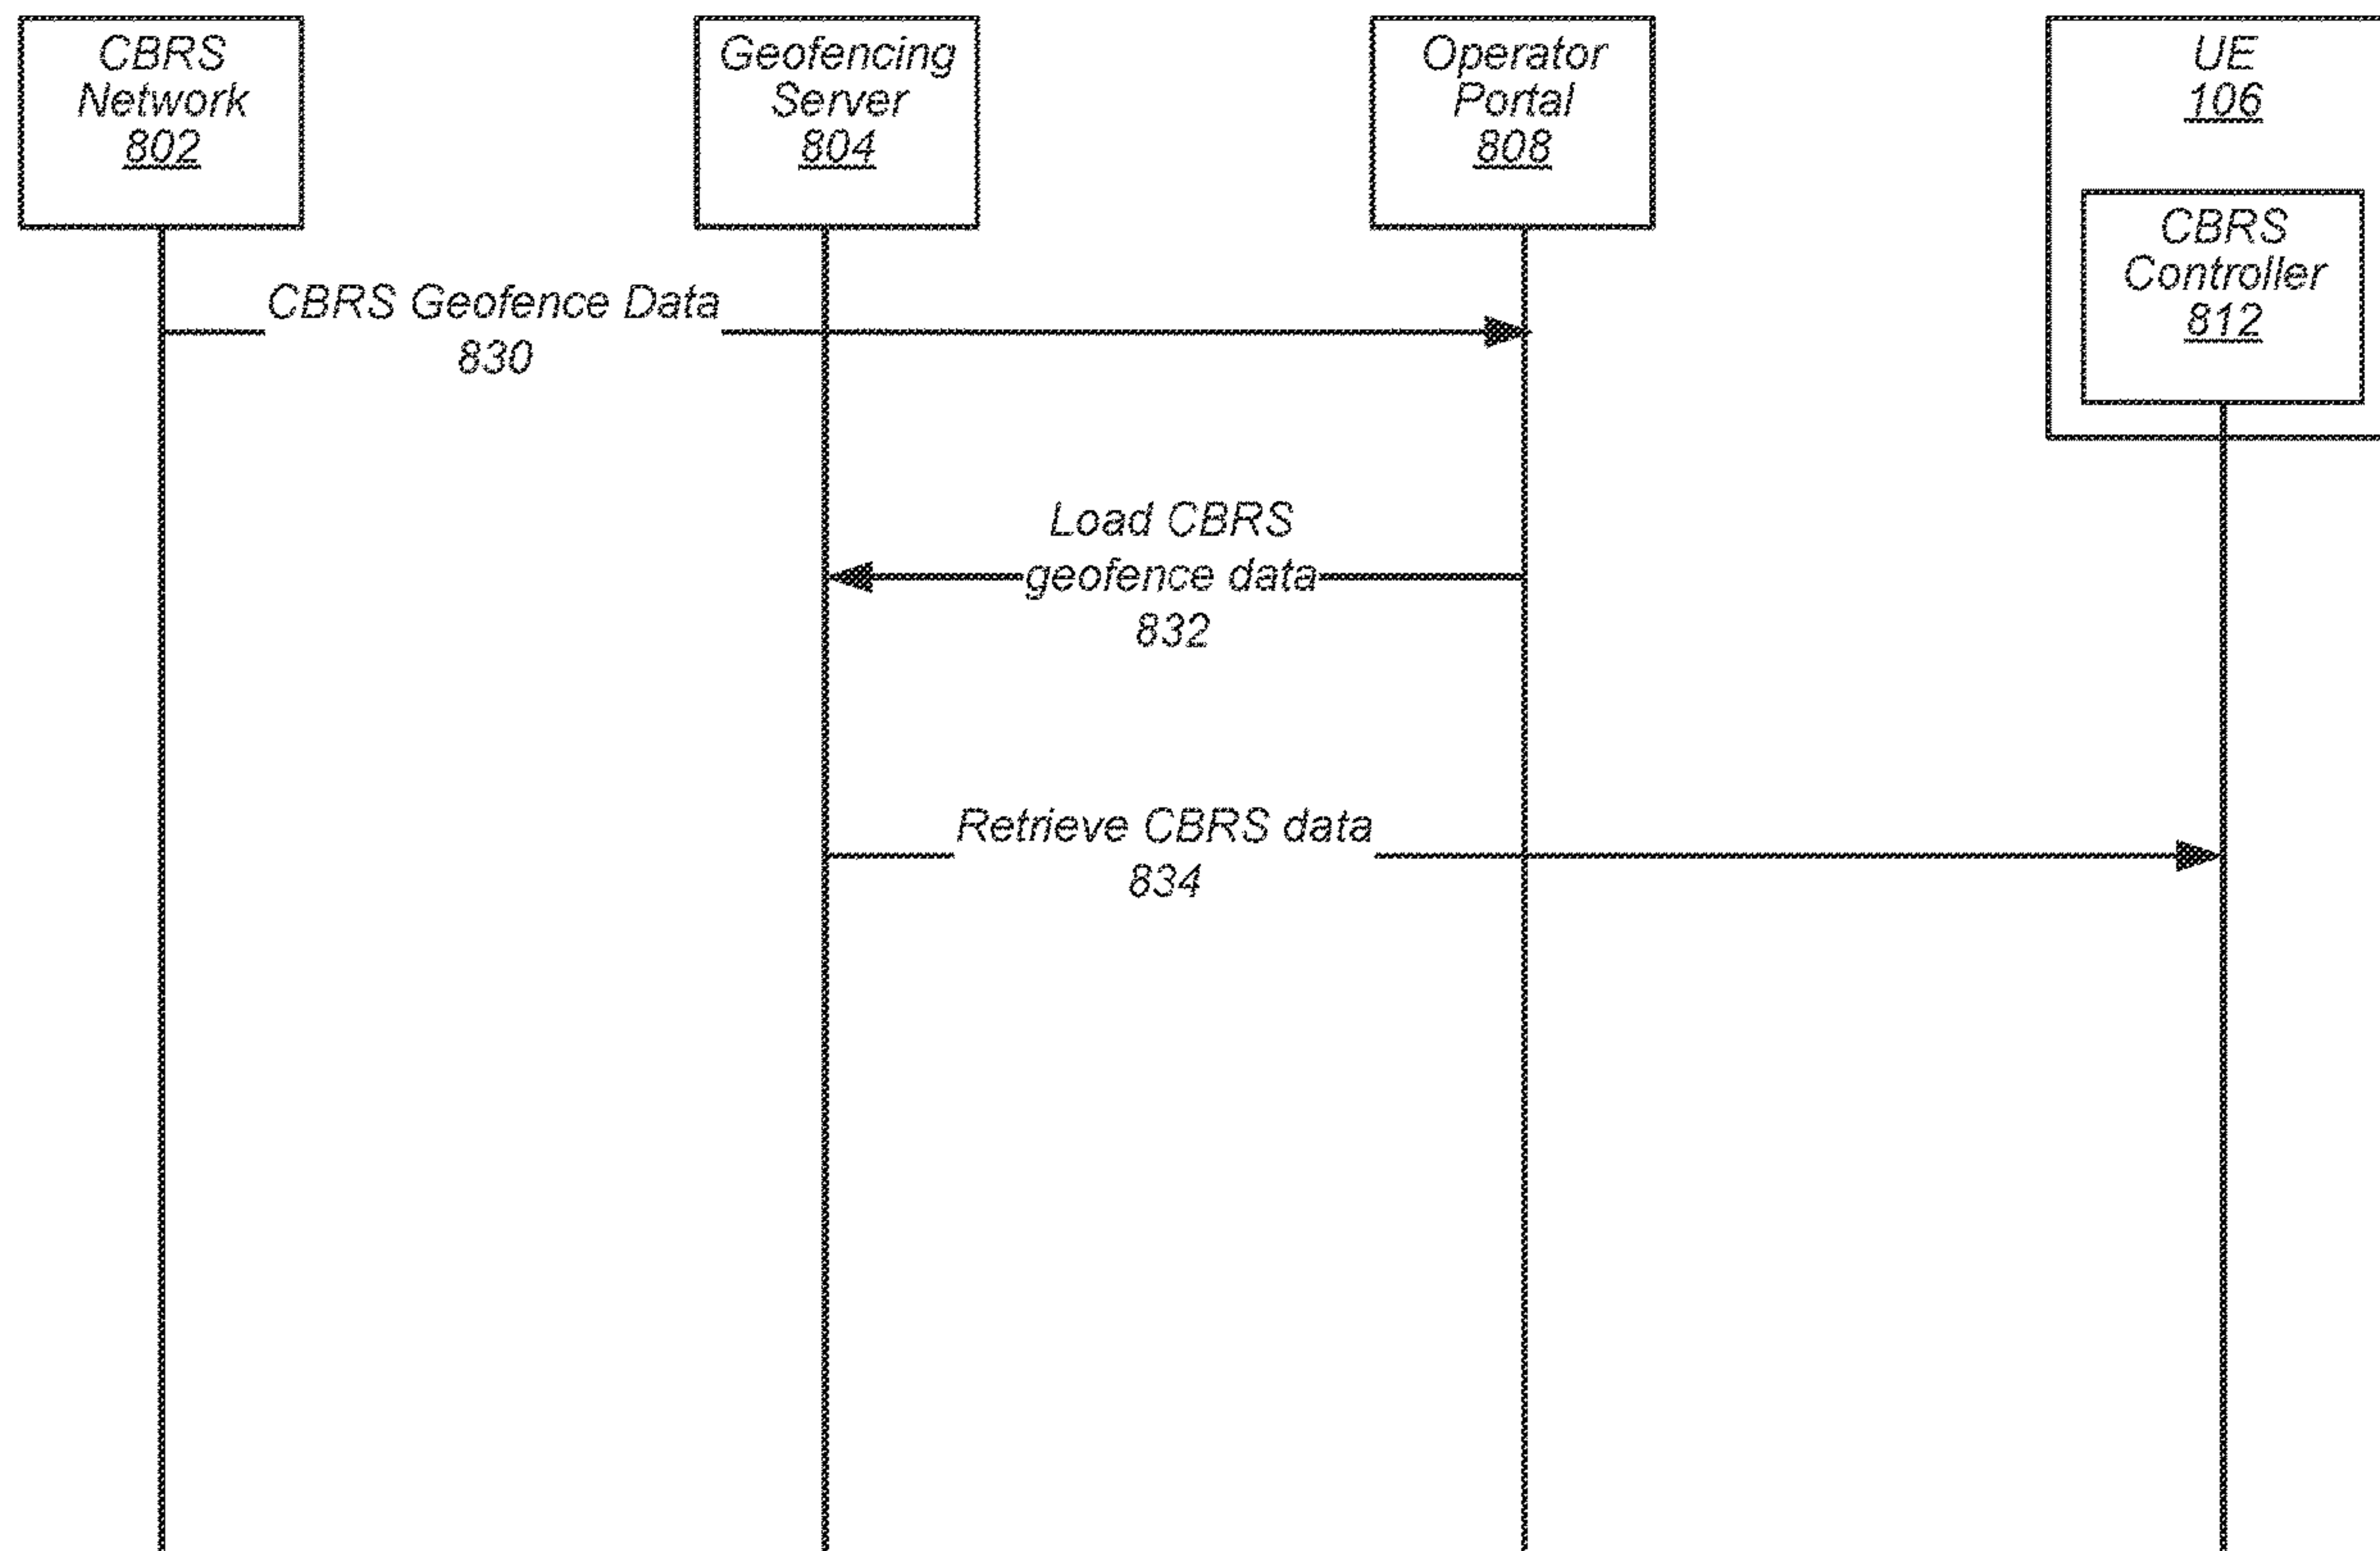 CBRS
Network
802
Geofencing
Server
804
Operator
Portal
808
UE
106
CBRS
Controller
812
CBRS Geofence Data
830
Load CBRS
geofence data
832
Retrieve CBRS data
834